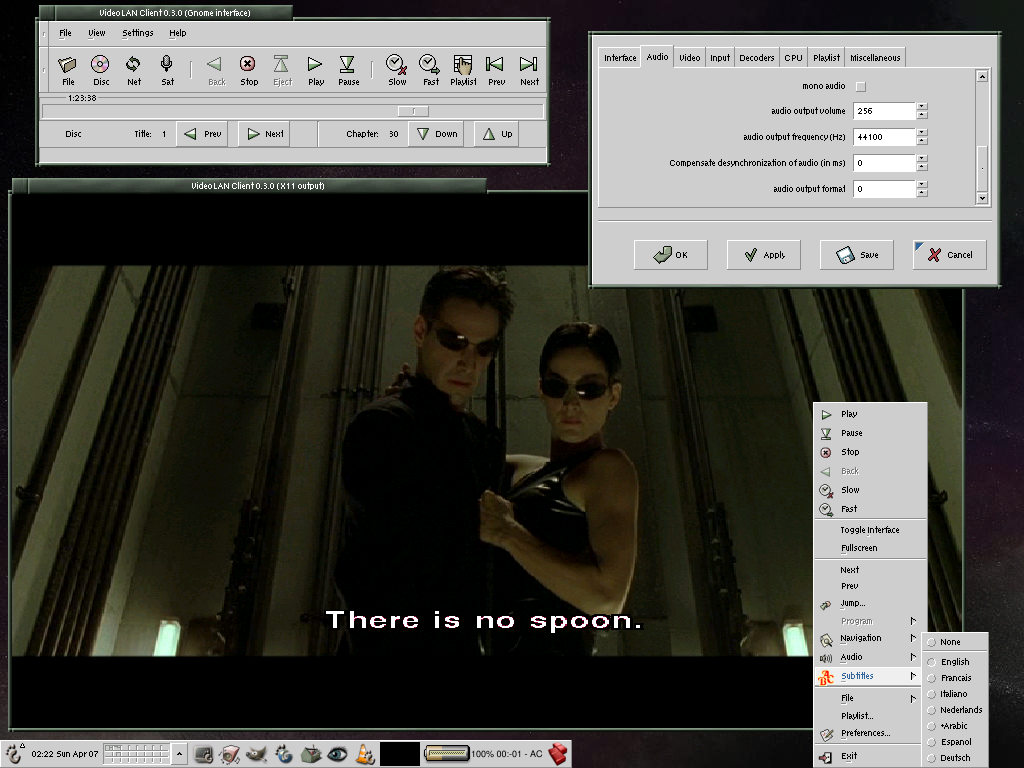 VideoLAN Client 0.3.0 (Gnome interface)
File View Settings Help
File Disc Net Sat Back Stop Eject Play Pause Slow Fast Playlist Prev Next
1:23:38
Disc Title: 1 Prev Next Chapter: 30 Down Up
Interface Audio Video Input Decoders CPU Playlist Miscellaneous
mono audio
audio output volume 256
audio output frequency (Hz) 44100
Compensate desynchronization of audio (in ms) 0
audio output format 0
OK Apply Save Cancel
VideoLAN Client 0.3.0 (X11 output)
There is no spoon.
Play
Pause
Stop
Back
Slow
Fast
Toggle Interface
Fullscreen
Next
Prev
Jump...
Program
Navigation
Audio
Subtitles
File
Playlist...
Preferences...
Exit
None
English
Francais
Italiano
Nederlands
*Arabic
Espanol
Deutsch
02:22 Sun Apr 07
100% 00:-01 - AC